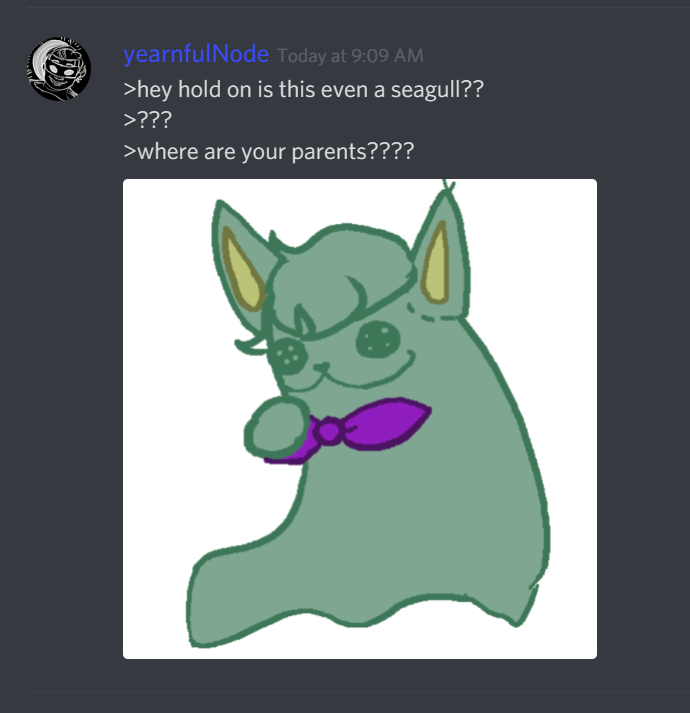 yearnfulNode Today at 9:09 AM
>hey hold on is this even a seagull??
>???
>where are your parents????